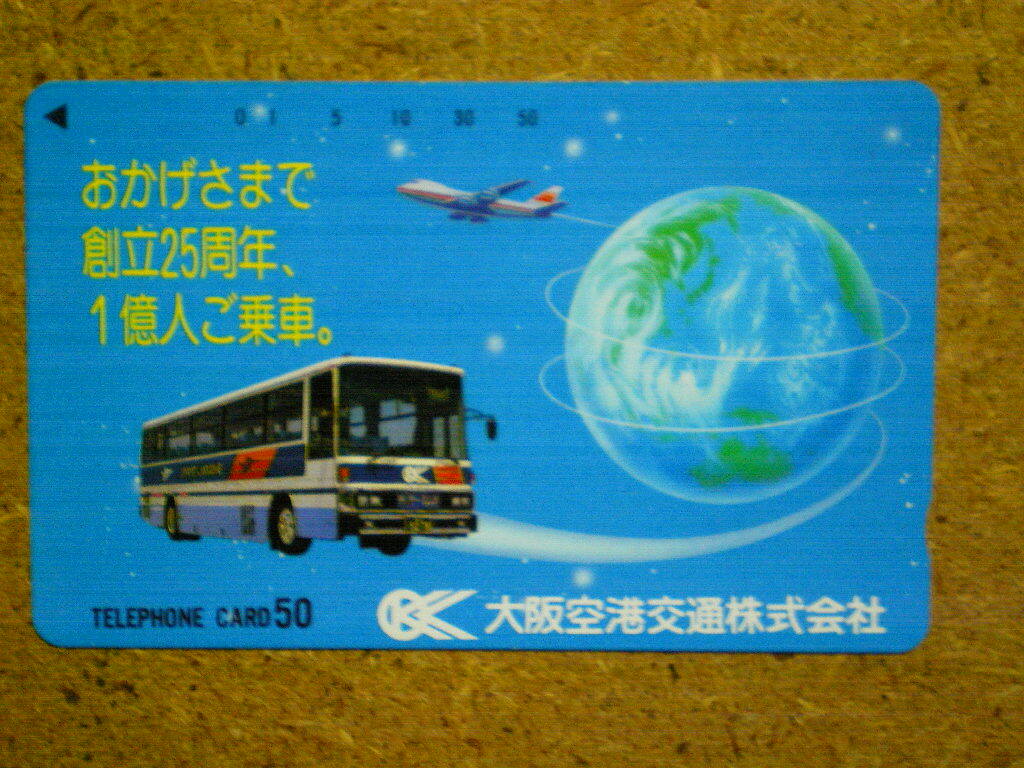 0 1 5 10 30 50
おかげさまで
創立25周年、
1億人ご乗車。
TELEPHONE CARD 50
OKK 大阪空港交通株式会社